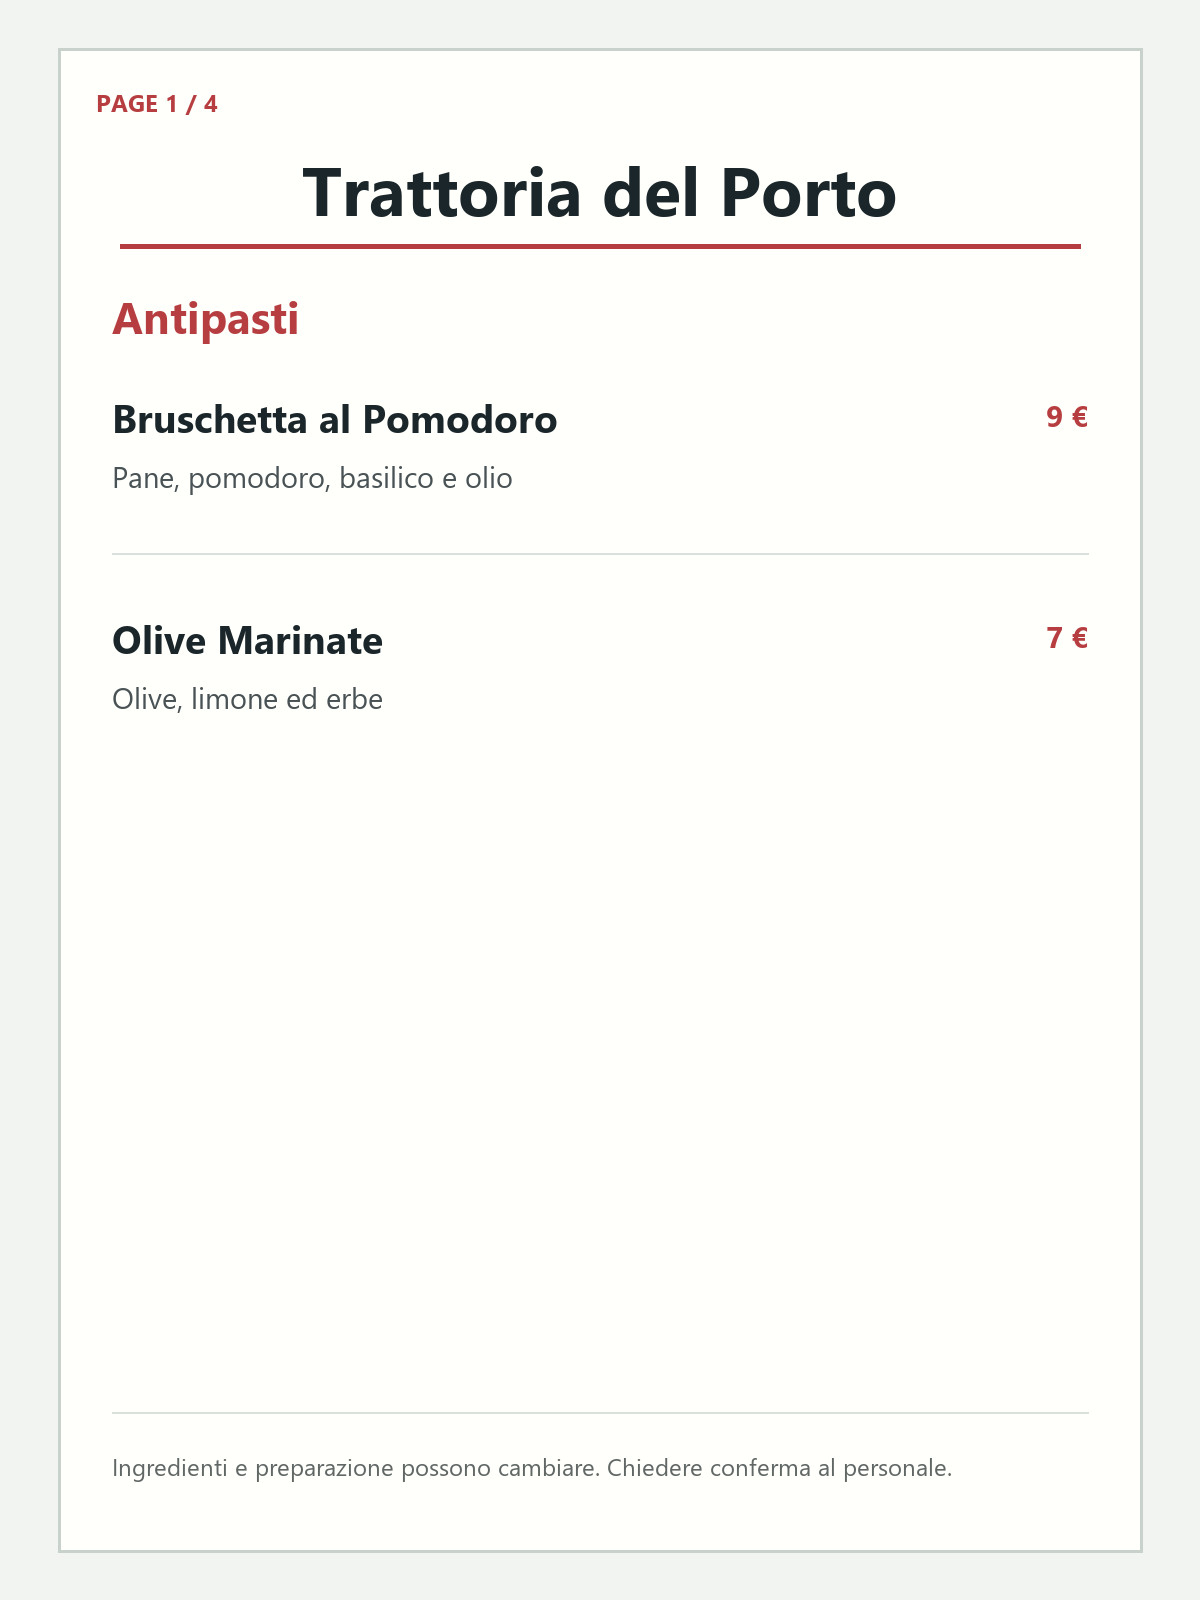 PAGE 1 / 4
Trattoria del Porto
Antipasti
Bruschetta al Pomodoro 9 €
Pane, pomodoro, basilico e olio
Olive Marinate 7 €
Olive, limone ed erbe
Ingredienti e preparazione possono cambiare. Chiedere conferma al personale.